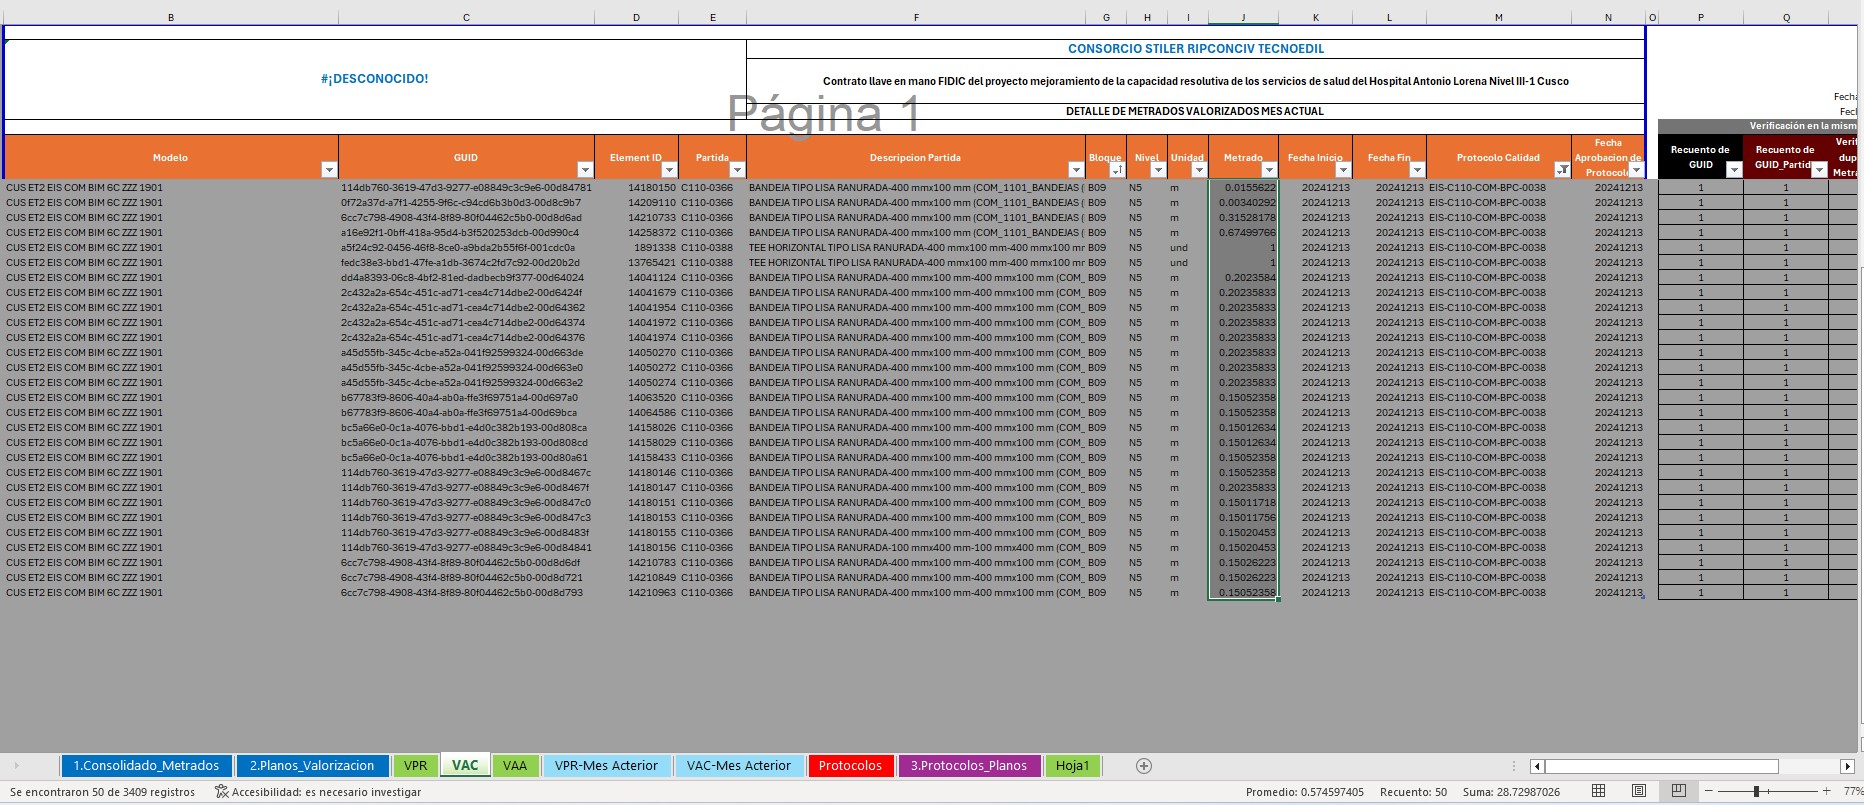 B C D E F G H I J K L M N O P Q
CONSORCIO STILER RIPCONCIV TECNOEDIL
#¡DESCONOCIDO!
Contrato llave en mano FIDIC del proyecto mejoramiento de la capacidad resolutiva de los servicios de salud del Hospital Antonio Lorena Nivel III-1 Cusco
Página 1
DETALLE DE METRADOS VALORIZADOS MES ACTUAL
Verificación en la mism
Modelo GUID Element ID Partida Descripcion Partida Bloque Nivel Unidad Metrado Fecha Inicio Fecha Fin Protocolo Calidad Fecha Aprobacion de Protocolo Recuento de GUID Recuento de GUID_Partid
CUS ET2 EIS COM BIM 6C ZZZ 1901 114db760-3619-47d3-9277-e08849c3c9e6-00d84781 14180150 C110-0366 BANDEJA TIPO LISA RANURADA-400 mmx100 mm (COM_1101_BANDEJAS ( B09 N5 m 0.0155622 20241213 20241213 EIS-C110-COM-BPC-0038 20241213 1 1
CUS ET2 EIS COM BIM 6C ZZZ 1901 0f72a37d-a7f1-4255-9f6c-c94cd6b3b0d3-00d8c9b7 14209110 C110-0366 BANDEJA TIPO LISA RANURADA-400 mmx100 mm (COM_1101_BANDEJAS ( B09 N5 m 0.00340292 20241213 20241213 EIS-C110-COM-BPC-0038 20241213 1 1
CUS ET2 EIS COM BIM 6C ZZZ 1901 6cc7c798-4908-43f4-8f89-80f04462c5b0-00d8d6ad 14210733 C110-0366 BANDEJA TIPO LISA RANURADA-400 mmx100 mm (COM_1101_BANDEJAS ( B09 N5 m 0.31528178 20241213 20241213 EIS-C110-COM-BPC-0038 20241213 1 1
CUS ET2 EIS COM BIM 6C ZZZ 1901 a16e92f1-0bff-418a-95d4-b3f520253dcb-00d990c4 14258372 C110-0366 BANDEJA TIPO LISA RANURADA-400 mmx100 mm (COM_1101_BANDEJAS ( B09 N5 m 0.67499766 20241213 20241213 EIS-C110-COM-BPC-0038 20241213 1 1
CUS ET2 EIS COM BIM 6C ZZZ 1901 a5f24c92-0456-46f8-8ce0-a9bda2b55f6f-001cdc0a 1891338 C110-0388 TEE HORIZONTAL TIPO LISA RANURADA-400 mmx100 mm-400 mmx100 mr B09 N5 und 1 20241213 20241213 EIS-C110-COM-BPC-0038 20241213 1 1
CUS ET2 EIS COM BIM 6C ZZZ 1901 fedc38e3-bbd1-47fe-a1db-3674c2fd7c92-00d20b2d 13765421 C110-0388 TEE HORIZONTAL TIPO LISA RANURADA-400 mmx100 mm-400 mmx100 mr B09 N5 und 1 20241213 20241213 EIS-C110-COM-BPC-0038 20241213 1 1
CUS ET2 EIS COM BIM 6C ZZZ 1901 dd4a8393-06c8-4bf2-81ed-dadbecb9f377-00d64024 14041124 C110-0366 BANDEJA TIPO LISA RANURADA-400 mmx100 mm-400 mmx100 mm (COM_ B09 N5 m 0.2023584 20241213 20241213 EIS-C110-COM-BPC-0038 20241213 1 1
CUS ET2 EIS COM BIM 6C ZZZ 1901 2c432a2a-654c-451c-ad71-cea4c714dbe2-00d6424f 14041679 C110-0366 BANDEJA TIPO LISA RANURADA-400 mmx100 mm-400 mmx100 mm (COM_ B09 N5 m 0.20235833 20241213 20241213 EIS-C110-COM-BPC-0038 20241213 1 1
CUS ET2 EIS COM BIM 6C ZZZ 1901 2c432a2a-654c-451c-ad71-cea4c714dbe2-00d64362 14041954 C110-0366 BANDEJA TIPO LISA RANURADA-400 mmx100 mm-400 mmx100 mm (COM_ B09 N5 m 0.20235833 20241213 20241213 EIS-C110-COM-BPC-0038 20241213 1 1
CUS ET2 EIS COM BIM 6C ZZZ 1901 2c432a2a-654c-451c-ad71-cea4c714dbe2-00d64374 14041972 C110-0366 BANDEJA TIPO LISA RANURADA-400 mmx100 mm-400 mmx100 mm (COM_ B09 N5 m 0.20235833 20241213 20241213 EIS-C110-COM-BPC-0038 20241213 1 1
CUS ET2 EIS COM BIM 6C ZZZ 1901 2c432a2a-654c-451c-ad71-cea4c714dbe2-00d64376 14041974 C110-0366 BANDEJA TIPO LISA RANURADA-400 mmx100 mm-400 mmx100 mm (COM_ B09 N5 m 0.20235833 20241213 20241213 EIS-C110-COM-BPC-0038 20241213 1 1
CUS ET2 EIS COM BIM 6C ZZZ 1901 a45d55fb-345c-4cbe-a52a-041f92599324-00d663de 14050270 C110-0366 BANDEJA TIPO LISA RANURADA-400 mmx100 mm-400 mmx100 mm (COM_ B09 N5 m 0.20235833 20241213 20241213 EIS-C110-COM-BPC-0038 20241213 1 1
CUS ET2 EIS COM BIM 6C ZZZ 1901 a45d55fb-345c-4cbe-a52a-041f92599324-00d663e0 14050272 C110-0366 BANDEJA TIPO LISA RANURADA-400 mmx100 mm-400 mmx100 mm (COM_ B09 N5 m 0.20235833 20241213 20241213 EIS-C110-COM-BPC-0038 20241213 1 1
CUS ET2 EIS COM BIM 6C ZZZ 1901 a45d55fb-345c-4cbe-a52a-041f92599324-00d663e2 14050274 C110-0366 BANDEJA TIPO LISA RANURADA-400 mmx100 mm-400 mmx100 mm (COM_ B09 N5 m 0.20235833 20241213 20241213 EIS-C110-COM-BPC-0038 20241213 1 1
CUS ET2 EIS COM BIM 6C ZZZ 1901 b67783f9-8606-40a4-ab0a-ffe3f69751a4-00d697a0 14063520 C110-0366 BANDEJA TIPO LISA RANURADA-400 mmx100 mm-400 mmx100 mm (COM_ B09 N5 m 0.15052358 20241213 20241213 EIS-C110-COM-BPC-0038 20241213 1 1
CUS ET2 EIS COM BIM 6C ZZZ 1901 b67783f9-8606-40a4-ab0a-ffe3f69751a4-00d69bca 14064586 C110-0366 BANDEJA TIPO LISA RANURADA-400 mmx100 mm-400 mmx100 mm (COM_ B09 N5 m 0.15052358 20241213 20241213 EIS-C110-COM-BPC-0038 20241213 1 1
CUS ET2 EIS COM BIM 6C ZZZ 1901 bc5a66e0-0c1a-4076-bbd1-e4d0c382b193-00d808ca 14158026 C110-0366 BANDEJA TIPO LISA RANURADA-400 mmx100 mm-400 mmx100 mm (COM_ B09 N5 m 0.15012634 20241213 20241213 EIS-C110-COM-BPC-0038 20241213 1 1
CUS ET2 EIS COM BIM 6C ZZZ 1901 bc5a66e0-0c1a-4076-bbd1-e4d0c382b193-00d808cd 14158029 C110-0366 BANDEJA TIPO LISA RANURADA-400 mmx100 mm-400 mmx100 mm (COM_ B09 N5 m 0.15012634 20241213 20241213 EIS-C110-COM-BPC-0038 20241213 1 1
CUS ET2 EIS COM BIM 6C ZZZ 1901 bc5a66e0-0c1a-4076-bbd1-e4d0c382b193-00d80a61 14158433 C110-0366 BANDEJA TIPO LISA RANURADA-400 mmx100 mm-400 mmx100 mm (COM_ B09 N5 m 0.15052358 20241213 20241213 EIS-C110-COM-BPC-0038 20241213 1 1
CUS ET2 EIS COM BIM 6C ZZZ 1901 114db760-3619-47d3-9277-e08849c3c9e6-00d8467c 14180146 C110-0366 BANDEJA TIPO LISA RANURADA-400 mmx100 mm-400 mmx100 mm (COM_ B09 N5 m 0.15052358 20241213 20241213 EIS-C110-COM-BPC-0038 20241213 1 1
CUS ET2 EIS COM BIM 6C ZZZ 1901 114db760-3619-47d3-9277-e08849c3c9e6-00d8467f 14180147 C110-0366 BANDEJA TIPO LISA RANURADA-400 mmx100 mm-400 mmx100 mm (COM_ B09 N5 m 0.20235833 20241213 20241213 EIS-C110-COM-BPC-0038 20241213 1 1
CUS ET2 EIS COM BIM 6C ZZZ 1901 114db760-3619-47d3-9277-e08849c3c9e6-00d847c0 14180151 C110-0366 BANDEJA TIPO LISA RANURADA-400 mmx100 mm-400 mmx100 mm (COM_ B09 N5 m 0.15011718 20241213 20241213 EIS-C110-COM-BPC-0038 20241213 1 1
CUS ET2 EIS COM BIM 6C ZZZ 1901 114db760-3619-47d3-9277-e08849c3c9e6-00d847c3 14180153 C110-0366 BANDEJA TIPO LISA RANURADA-400 mmx100 mm-400 mmx100 mm (COM_ B09 N5 m 0.15011756 20241213 20241213 EIS-C110-COM-BPC-0038 20241213 1 1
CUS ET2 EIS COM BIM 6C ZZZ 1901 114db760-3619-47d3-9277-e08849c3c9e6-00d8483f 14180155 C110-0366 BANDEJA TIPO LISA RANURADA-400 mmx100 mm-400 mmx100 mm (COM_ B09 N5 m 0.15020453 20241213 20241213 EIS-C110-COM-BPC-0038 20241213 1 1
CUS ET2 EIS COM BIM 6C ZZZ 1901 114db760-3619-47d3-9277-e08849c3c9e6-00d84841 14180156 C110-0366 BANDEJA TIPO LISA RANURADA-100 mmx400 mm-100 mmx400 mm (COM_ B09 N5 m 0.15020453 20241213 20241213 EIS-C110-COM-BPC-0038 20241213 1 1
CUS ET2 EIS COM BIM 6C ZZZ 1901 6cc7c798-4908-43f4-8f89-80f04462c5b0-00d8d6df 14210783 C110-0366 BANDEJA TIPO LISA RANURADA-400 mmx100 mm-400 mmx100 mm (COM_ B09 N5 m 0.15026223 20241213 20241213 EIS-C110-COM-BPC-0038 20241213 1 1
CUS ET2 EIS COM BIM 6C ZZZ 1901 6cc7c798-4908-43f4-8f89-80f04462c5b0-00d8d721 14210849 C110-0366 BANDEJA TIPO LISA RANURADA-400 mmx100 mm-400 mmx100 mm (COM_ B09 N5 m 0.15026223 20241213 20241213 EIS-C110-COM-BPC-0038 20241213 1 1
CUS ET2 EIS COM BIM 6C ZZZ 1901 6cc7c798-4908-43f4-8f89-80f04462c5b0-00d8d793 14210963 C110-0366 BANDEJA TIPO LISA RANURADA-400 mmx100 mm-400 mmx100 mm (COM_ B09 N5 m 0.15052358 20241213 20241213 EIS-C110-COM-BPC-0038 20241213 1 1
1.Consolidado_Metrados 2.Planos_Valorizacion VPR VAC VAA VPR-Mes Acterior VAC-Mes Acterior Protocolos 3.Protocolos_Planos Hoja1
Se encontraron 50 de 3409 registros Accesibilidad: es necesario investigar Promedio: 0.574597405 Recuento: 50 Suma: 28.72987026 77%